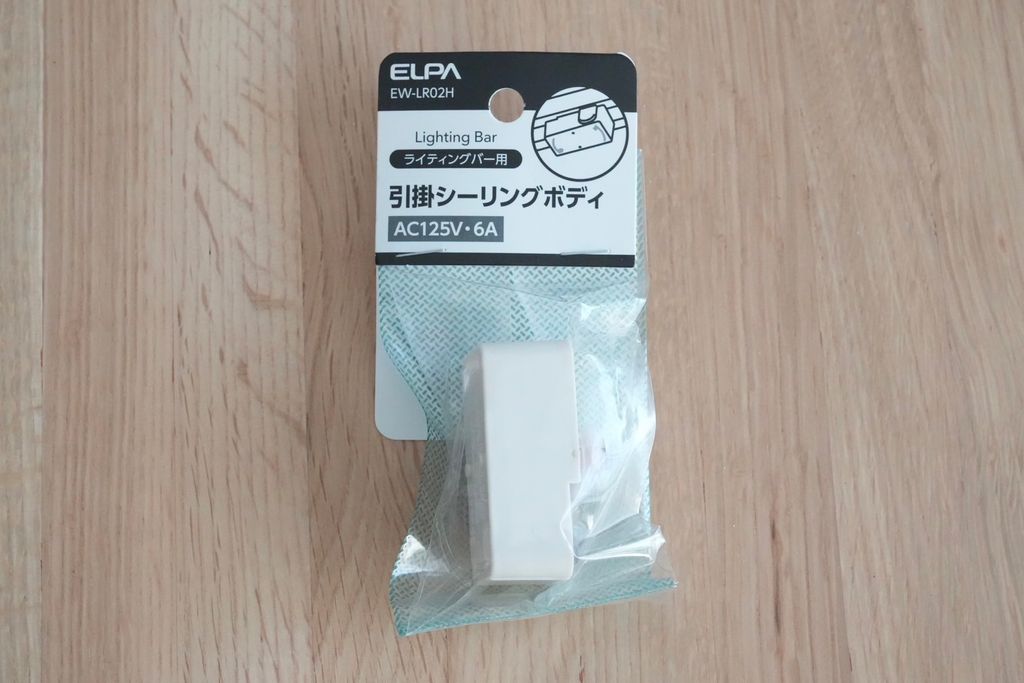 ELPA
EW-LR02H
Lighting Bar
ライティングバー用
引掛シーリングボディ
AC125V・6A